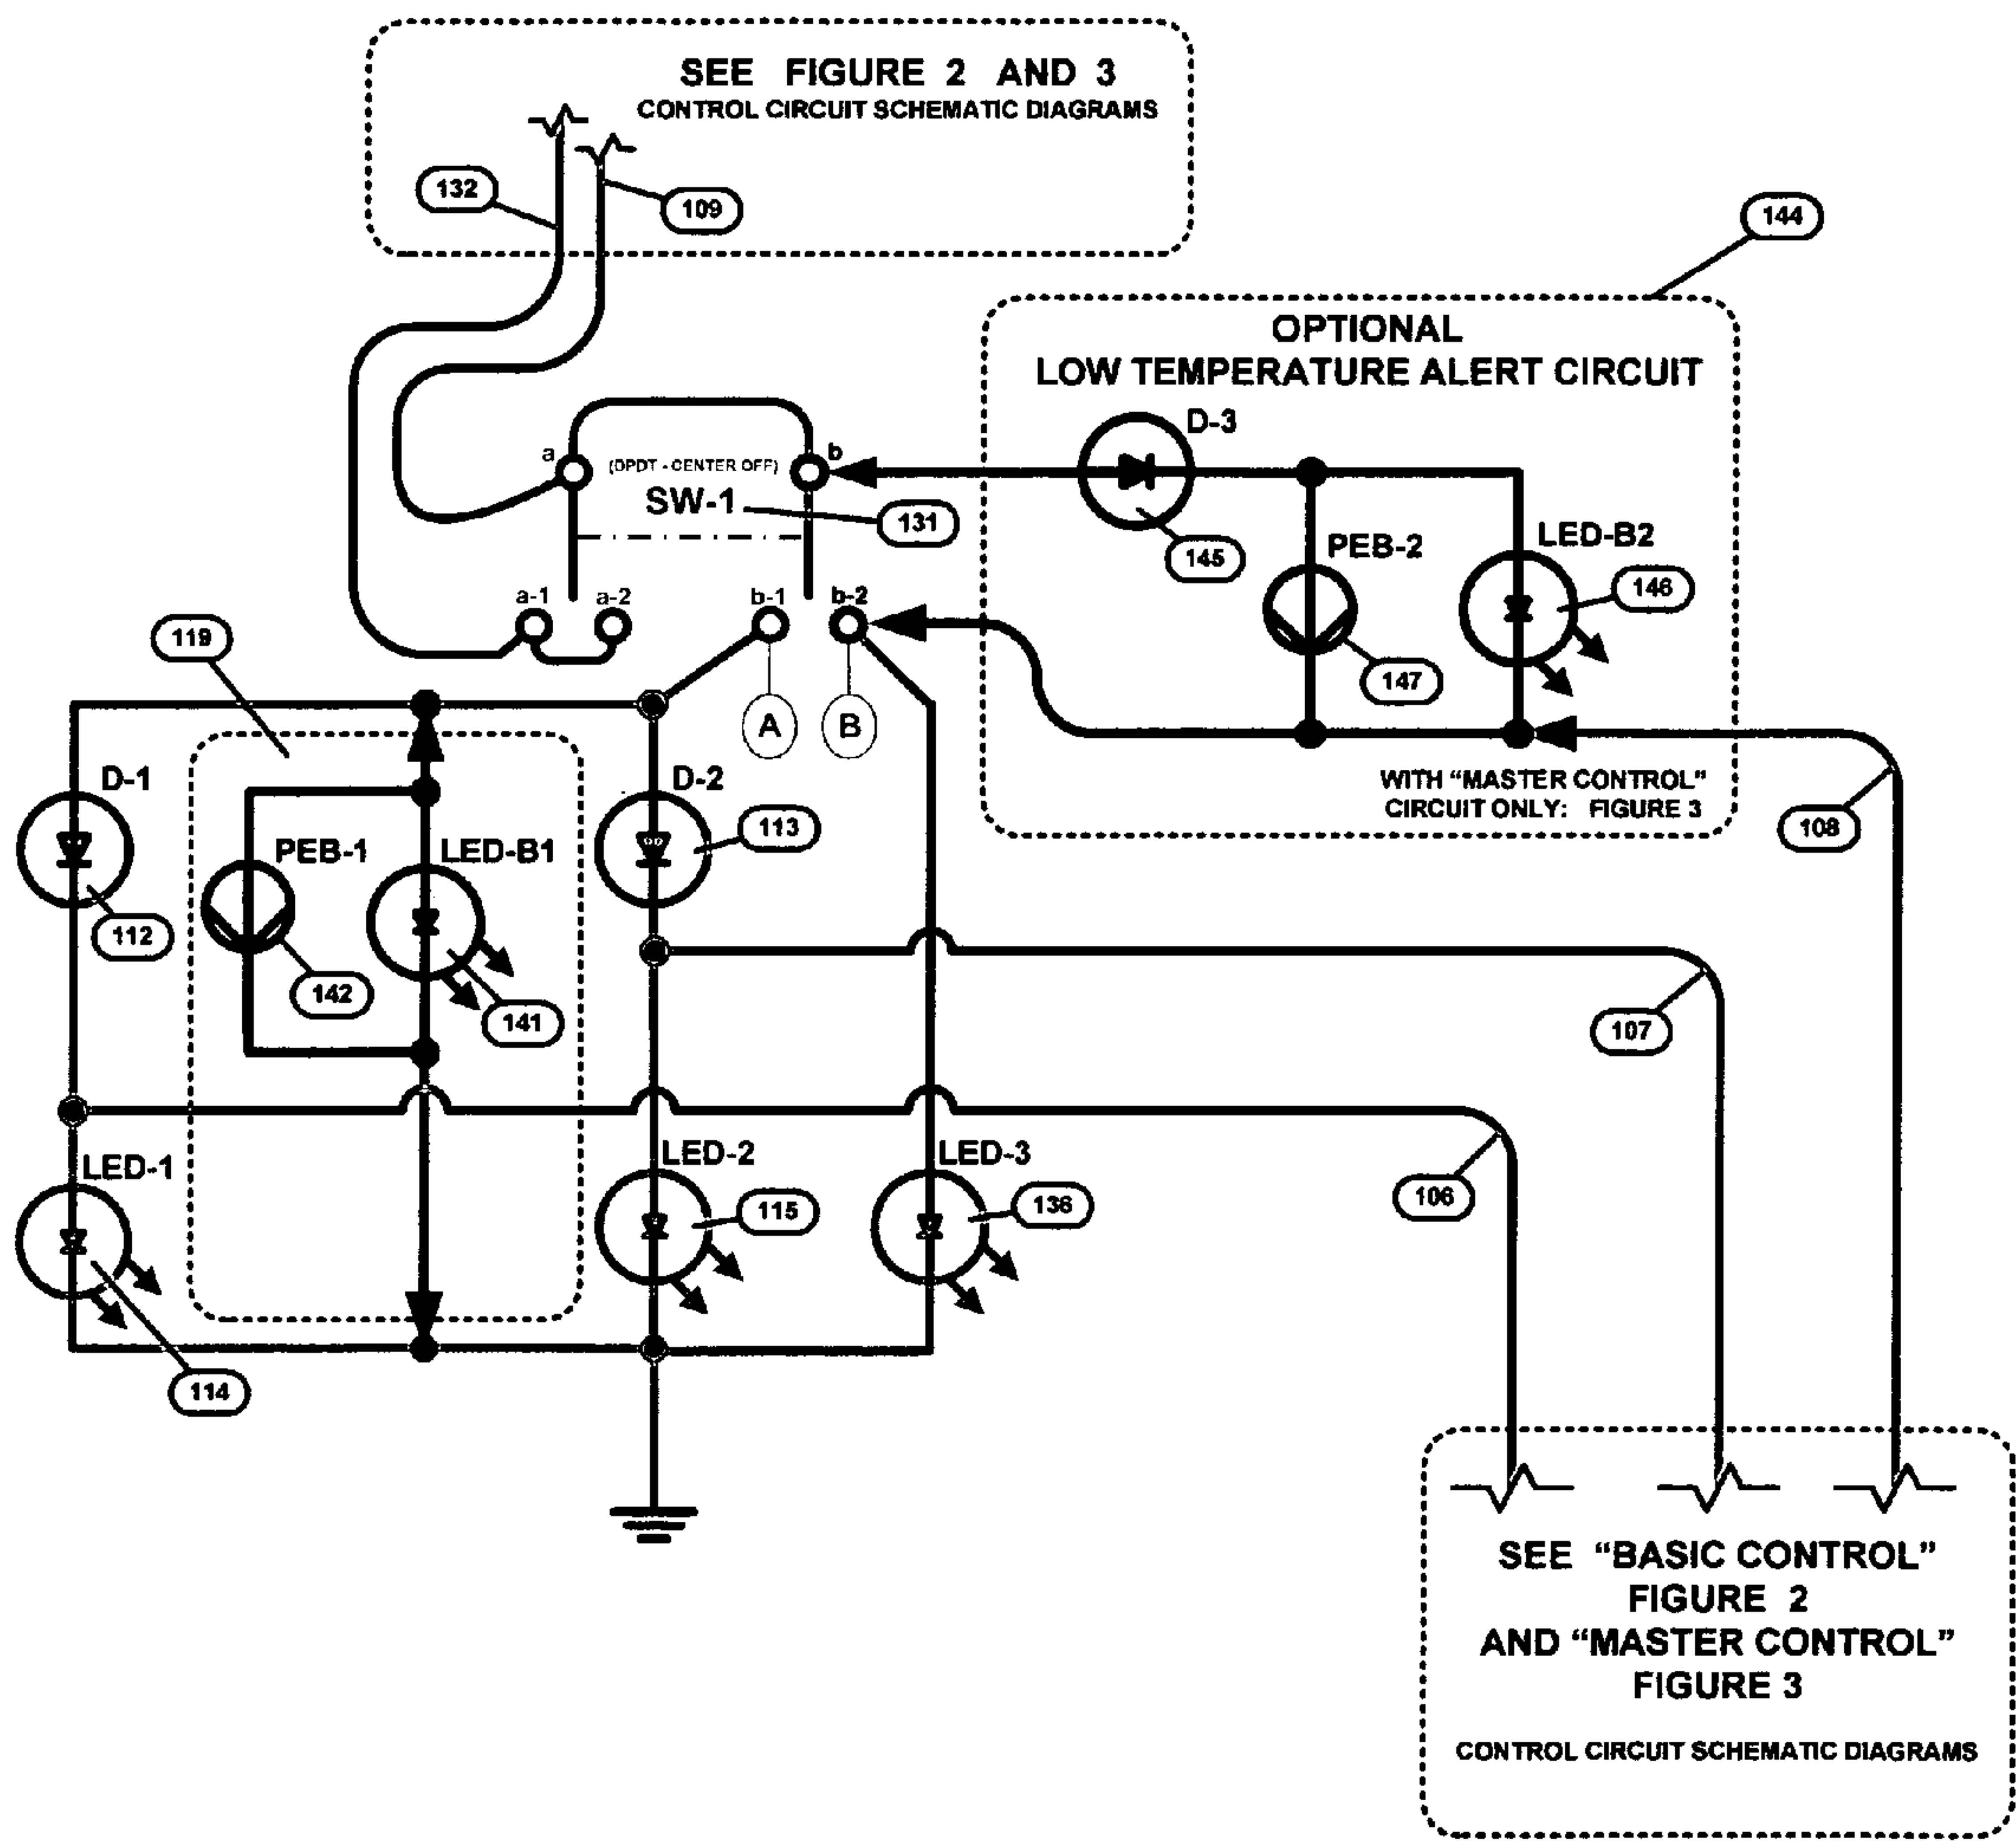 SEE FIGURE 2 AND 3
CONTROL CIRCUIT SCHEMATIC DIAGRAMS
132
109
144
OPTIONAL
LOW TEMPERATURE ALERT CIRCUIT
D-3
a
(DPDT - CENTER OFF)
b
SW-1
131
145
PEB-2
LED-B2
146
147
a-1
a-2
b-1
b-2
119
A
B
WITH “MASTER CONTROL”
CIRCUIT ONLY: FIGURE 3
108
D-1
D-2
113
PEB-1
LED-B1
112
142
141
107
LED-1
LED-2
LED-3
115
136
106
114
SEE “BASIC CONTROL”
FIGURE 2
AND “MASTER CONTROL”
FIGURE 3
CONTROL CIRCUIT SCHEMATIC DIAGRAMS